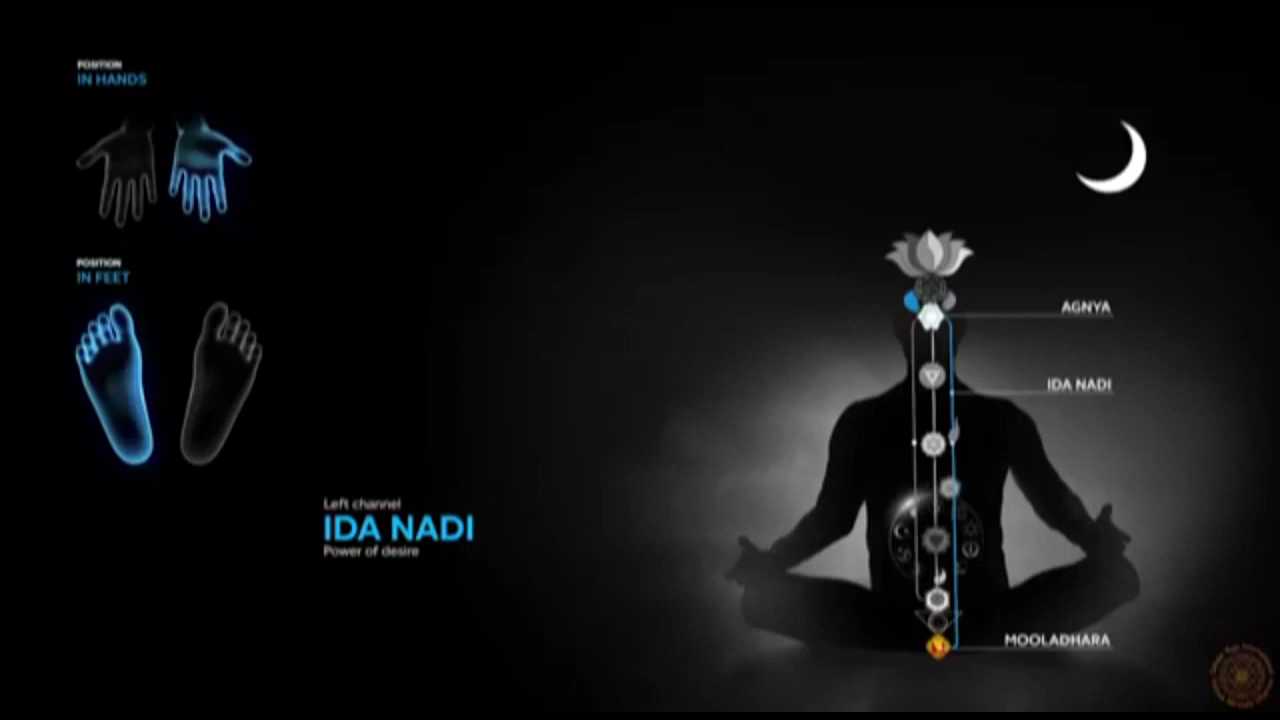 POSITION
IN HANDS
POSITION
IN FEET
Left channel
IDA NADI
Power of desire
AGNYA
IDA NADI
MOOLADHARA